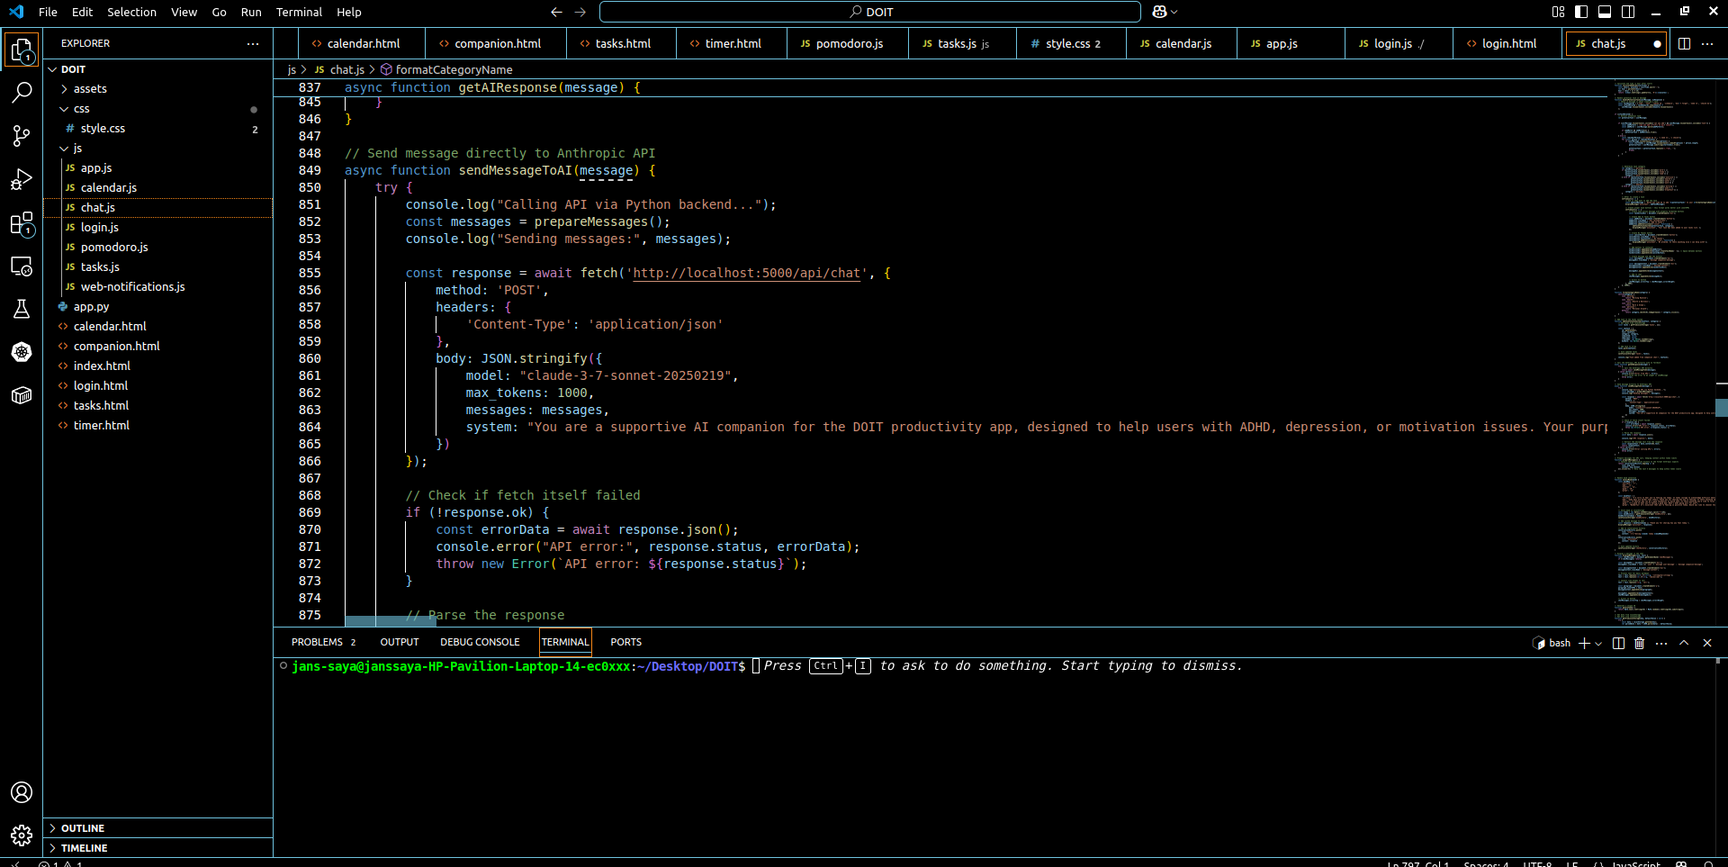 File Edit Selection View Go Run Terminal Help
DOIT
EXPLORER
calendar.html
companion.html
tasks.html
timer.html
pomodoro.js
tasks.js js
style.css 2
calendar.js
app.js
login.js ./
login.html
chat.js
DOIT
assets
css
style.css 2
js
app.js
calendar.js
chat.js
login.js
pomodoro.js
tasks.js
web-notifications.js
app.py
calendar.html
companion.html
index.html
login.html
tasks.html
timer.html
OUTLINE
TIMELINE
js > JS chat.js > formatCategoryName
837 async function getAIResponse(message) {
845 }
846 }
847
848 // Send message directly to Anthropic API
849 async function sendMessageToAI(message) {
850 try {
851 console.log("Calling API via Python backend...");
852 const messages = prepareMessages();
853 console.log("Sending messages:", messages);
854
855 const response = await fetch('http://localhost:5000/api/chat', {
856 method: 'POST',
857 headers: {
858 'Content-Type': 'application/json'
859 },
860 body: JSON.stringify({
861 model: "claude-3-7-sonnet-20250219",
862 max_tokens: 1000,
863 messages: messages,
864 system: "You are a supportive AI companion for the DOIT productivity app, designed to help users with ADHD, depression, or motivation issues. Your purp
865 })
866 });
867
868 // Check if fetch itself failed
869 if (!response.ok) {
870 const errorData = await response.json();
871 console.error("API error:", response.status, errorData);
872 throw new Error(`API error: ${response.status}`);
873 }
874
875 // Parse the response
PROBLEMS 2 OUTPUT DEBUG CONSOLE TERMINAL PORTS
bash
jans-saya@janssaya-HP-Pavilion-Laptop-14-ec0xxx:~/Desktop/DOIT$ Press Ctrl+I to ask to do something. Start typing to dismiss.
Ln 797, Col 1 Spaces: 4 UTF-8 LF {} JavaScript